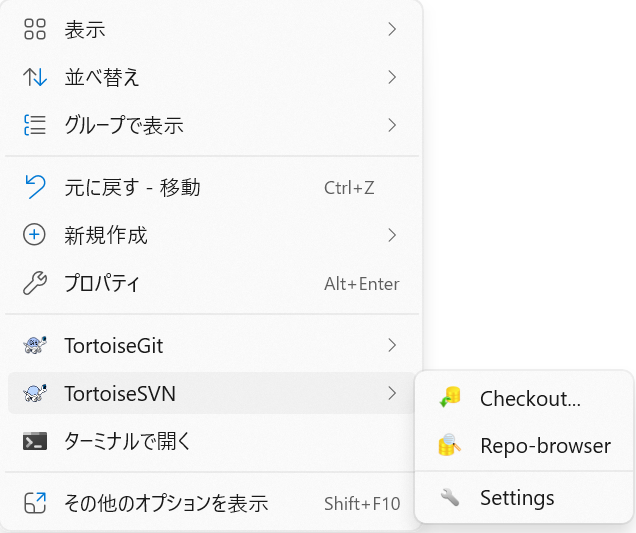 表示
並べ替え
グループで表示
元に戻す - 移動 Ctrl+Z
新規作成
プロパティ Alt+Enter
TortoiseGit
TortoiseSVN
Checkout...
ターミナルで開く
Repo-browser
その他のオプションを表示 Shift+F10
Settings